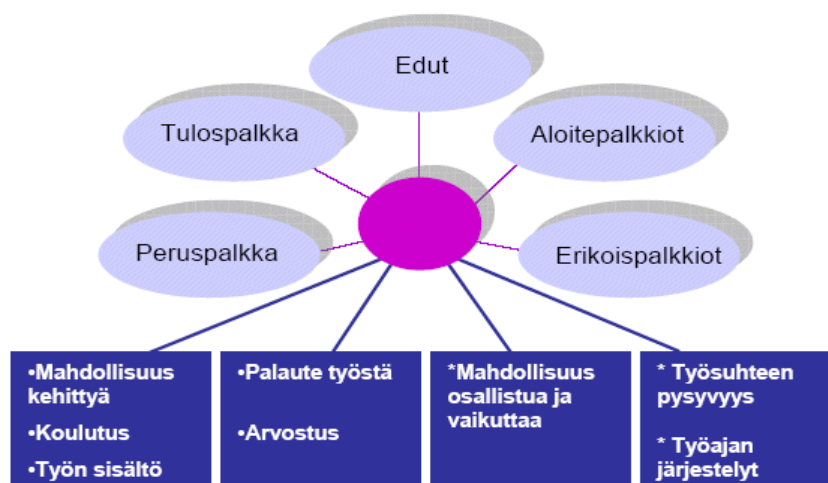 Edut
Tulospalkka
Aloitepalkkiot
Peruspalkka
Erikoispalkkiot
•Mahdollisuus
kehittyä
•Koulutus
•Työn sisältö
•Palaute työstä
•Arvostus
*Mahdollisuus
osallistua ja
vaikuttaa
* Työsuhteen
pysyvyys
* Työajan
järjestelyt